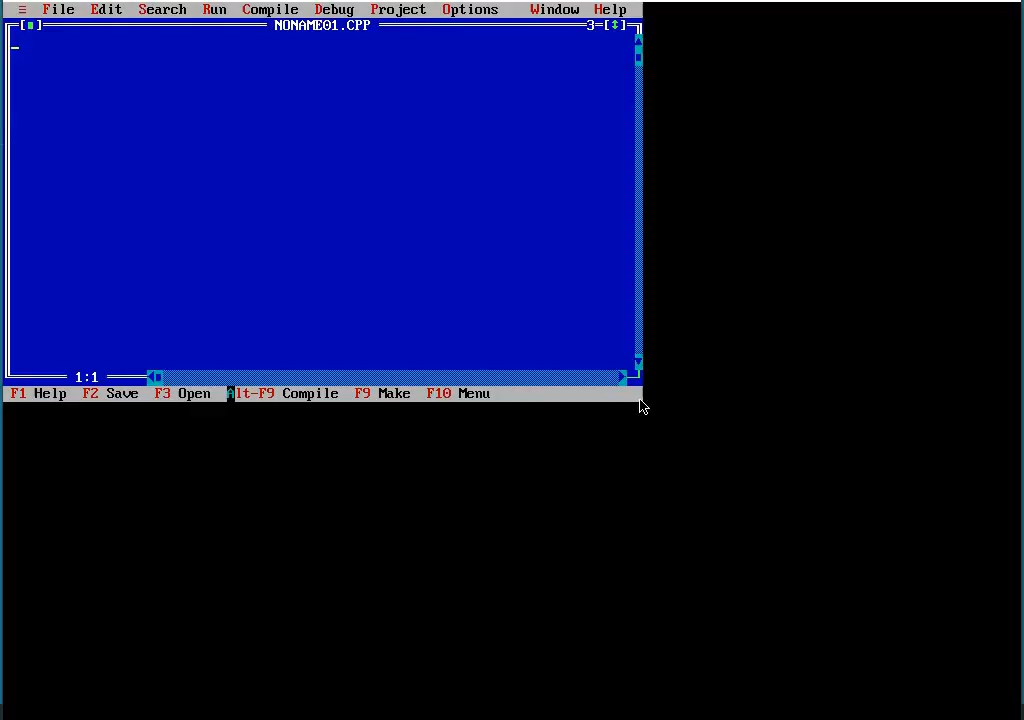 ≡ File Edit Search Run Compile Debug Project Options Window Help
[■] NONAME01.CPP 3=[↕]
1:1
F1 Help F2 Save F3 Open Alt-F9 Compile F9 Make F10 Menu